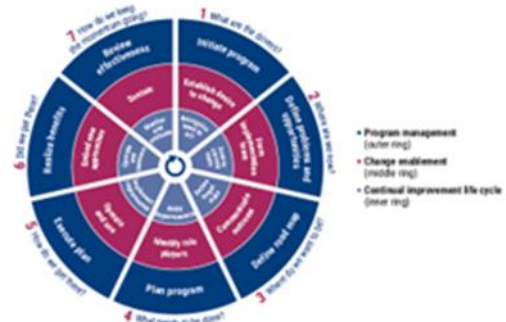 1 What are the drivers?
Initiate program
Establish desire
to change
2 Where are we now?
Define problems and
opportunities
Form
implementation
team
3 Where do we want to be?
Define road map
Communicate
outcome
4 What needs to be done?
Plan program
Identify role
players
5 How do we get there?
Execute plan
Operate
and use
6 Did we get there?
Realize benefits
Embed new
approaches
7 How do we keep
the momentum going?
Review
effectiveness
Sustain
• Program management
(outer ring)
• Change enablement
(middle ring)
• Continual improvement life cycle
(inner ring)